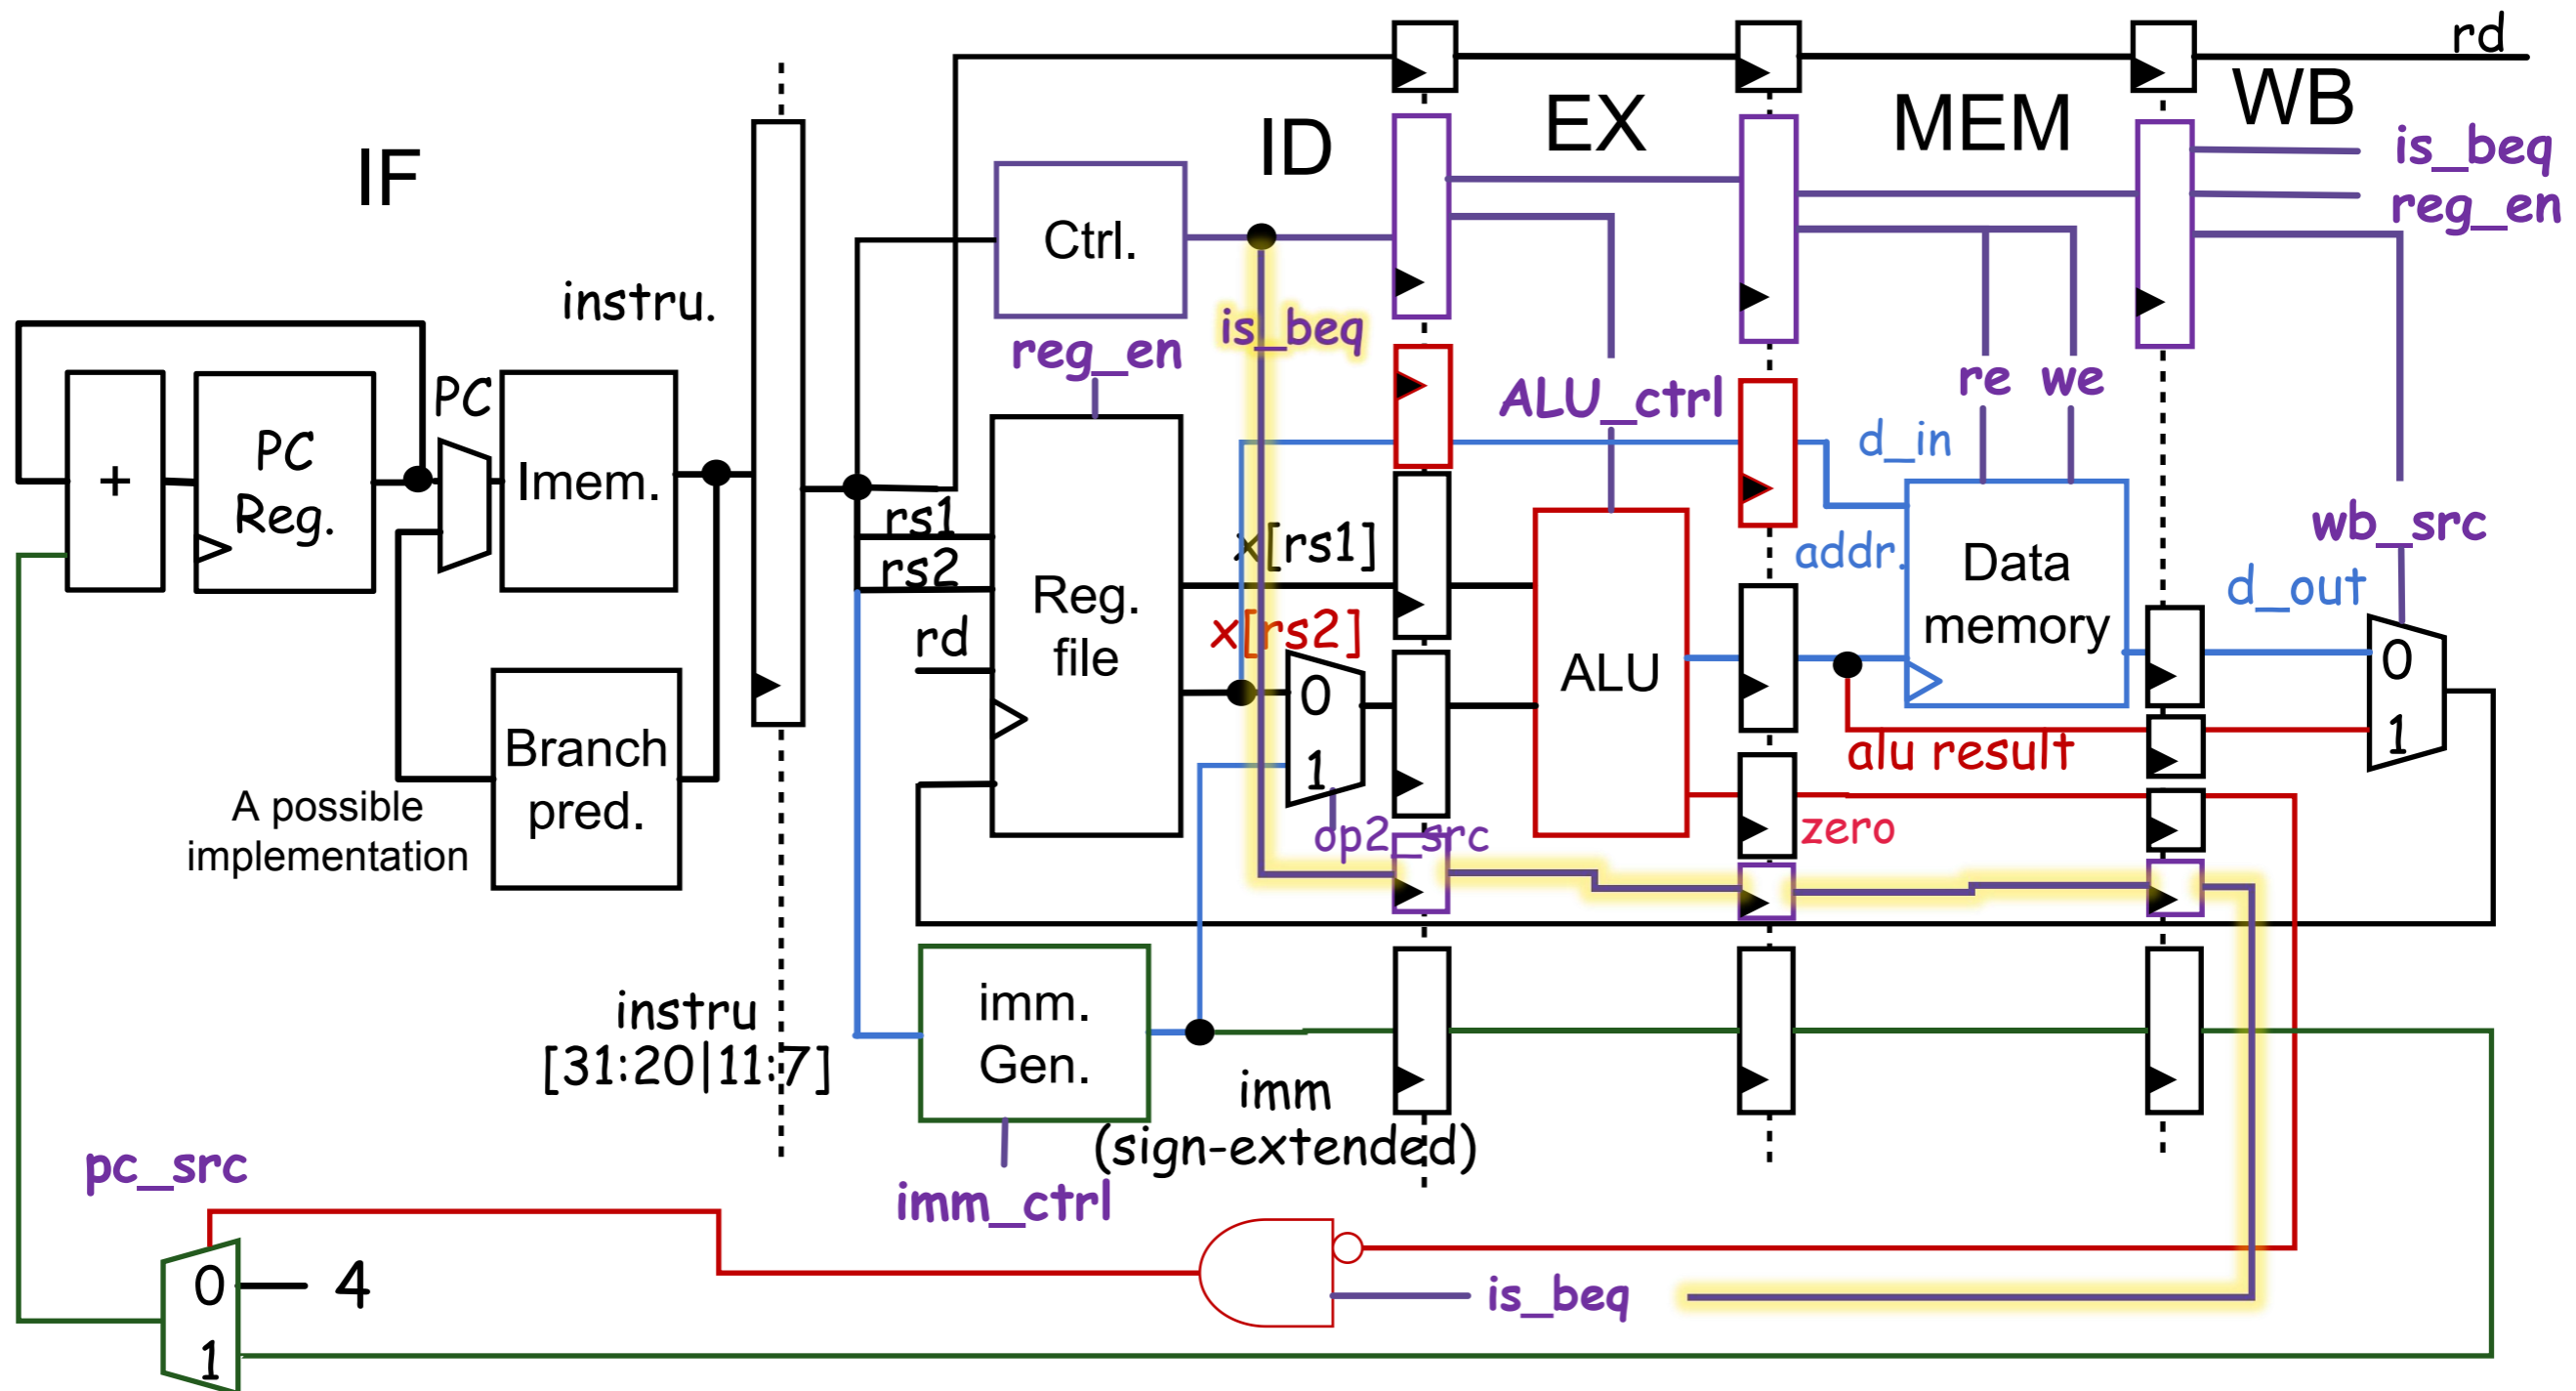 rd
WB
EX
MEM
ID
IF
is_beq
reg_en
Ctrl.
instru.
is_beq
reg_en
PC
ALU_ctrl
re we
d_in
+
PC
Reg.
Imem.
rs1
rs2
rd
Reg.
file
x[rs1]
x[rs2]
0
1
op2_src
ALU
addr.
Data
memory
wb_src
d_out
0
1
alu result
zero
Branch
pred.
A possible
implementation
instru
[31:20|11:7]
imm.
Gen.
imm
(sign-extended)
imm_ctrl
pc_src
0
4
1
is_beq